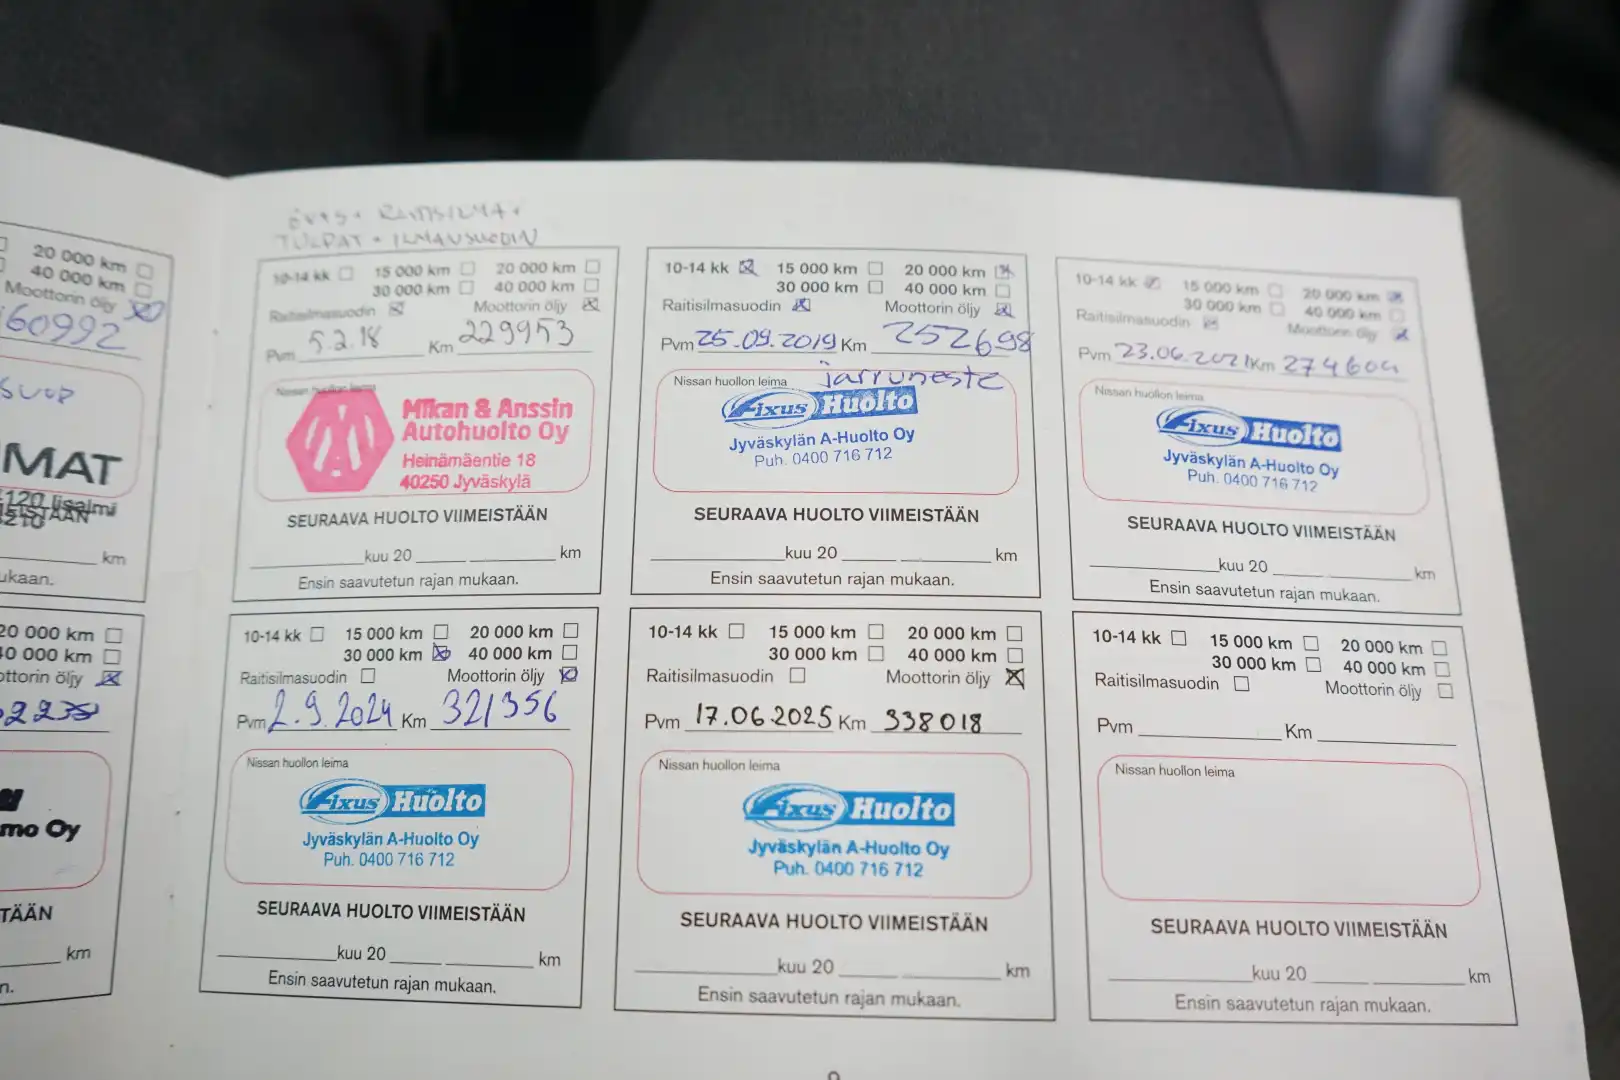 20 000 km
40 000 km
Moottorin öljy
60992
MAT
km
ukaan.
20 000 km
40 000 km
ottorin öljy
mo Oy
TÄÄN
km
n.
TULPAT + ILMANSUODIN
10-14 kk 15 000 km 20 000 km
30 000 km 40 000 km
Raitisilmasuodin Moottorin öljy
Pvm 5.2.18 Km 229953
Nissan huollon leima
Mikan & Anssin
Autohuolto Oy
Heinämäentie 18
40250 Jyväskylä
SEURAAVA HUOLTO VIIMEISTÄÄN
kuu 20 km
Ensin saavutetun rajan mukaan.
10-14 kk 15 000 km 20 000 km
30 000 km 40 000 km
Raitisilmasuodin Moottorin öljy
Pvm 25.09.2019 Km 252698
Nissan huollon leima jarruneste
Fixus Huolto
Jyväskylän A-Huolto Oy
Puh. 0400 716 712
SEURAAVA HUOLTO VIIMEISTÄÄN
kuu 20 km
Ensin saavutetun rajan mukaan.
10-14 kk 15 000 km 20 000 km
30 000 km 40 000 km
Raitisilmasuodin Moottorin öljy
Pvm 23.06.2021 Km 274604
Nissan huollon leima
Fixus Huolto
Jyväskylän A-Huolto Oy
Puh. 0400 716 712
SEURAAVA HUOLTO VIIMEISTÄÄN
kuu 20 km
Ensin saavutetun rajan mukaan.
10-14 kk 15 000 km 20 000 km
30 000 km 40 000 km
Raitisilmasuodin Moottorin öljy
Pvm 2.9.2024 Km 321356
Nissan huollon leima
Fixus Huolto
Jyväskylän A-Huolto Oy
Puh. 0400 716 712
SEURAAVA HUOLTO VIIMEISTÄÄN
kuu 20 km
Ensin saavutetun rajan mukaan.
10-14 kk 15 000 km 20 000 km
30 000 km 40 000 km
Raitisilmasuodin Moottorin öljy
Pvm 17.06.2025 Km 338018
Nissan huollon leima
Fixus Huolto
Jyväskylän A-Huolto Oy
Puh. 0400 716 712
SEURAAVA HUOLTO VIIMEISTÄÄN
kuu 20 km
Ensin saavutetun rajan mukaan.
10-14 kk 15 000 km 20 000 km
30 000 km 40 000 km
Raitisilmasuodin Moottorin öljy
Pvm Km
Nissan huollon leima
SEURAAVA HUOLTO VIIMEISTÄÄN
kuu 20 km
Ensin saavutetun rajan mukaan.